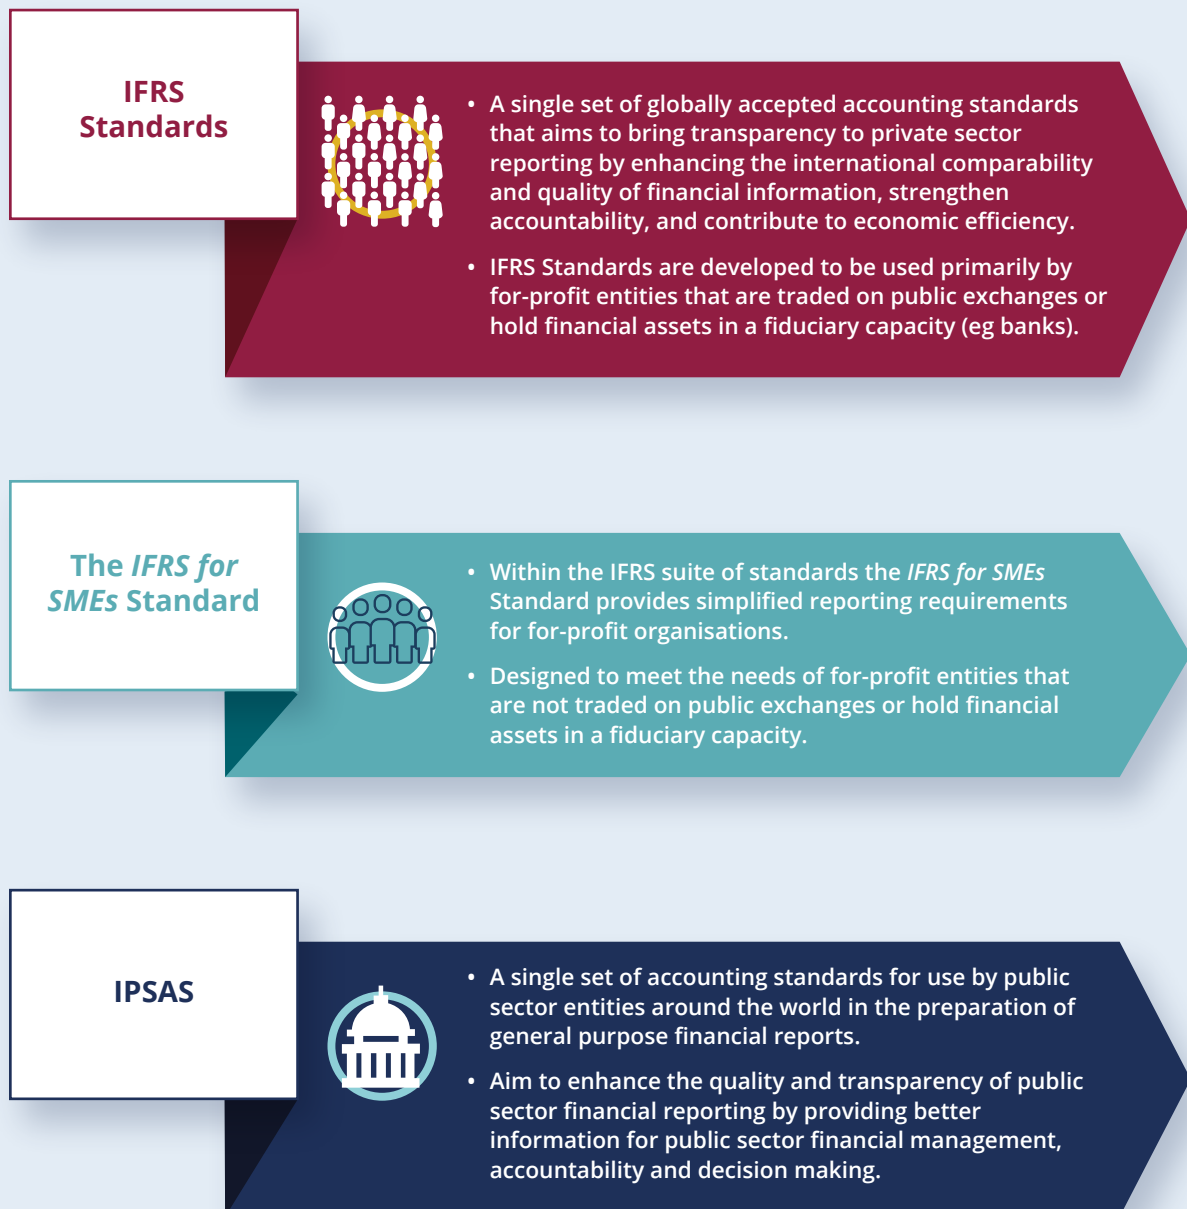 IFRS
Standards
• A single set of globally accepted accounting standards
that aims to bring transparency to private sector
reporting by enhancing the international comparability
and quality of financial information, strengthen
accountability, and contribute to economic efficiency.
• IFRS Standards are developed to be used primarily by
for-profit entities that are traded on public exchanges or
hold financial assets in a fiduciary capacity (eg banks).
The IFRS for
SMEs Standard
• Within the IFRS suite of standards the IFRS for SMEs
Standard provides simplified reporting requirements
for for-profit organisations.
• Designed to meet the needs of for-profit entities that
are not traded on public exchanges or hold financial
assets in a fiduciary capacity.
IPSAS
• A single set of accounting standards for use by public
sector entities around the world in the preparation of
general purpose financial reports.
• Aim to enhance the quality and transparency of public
sector financial reporting by providing better
information for public sector financial management,
accountability and decision making.